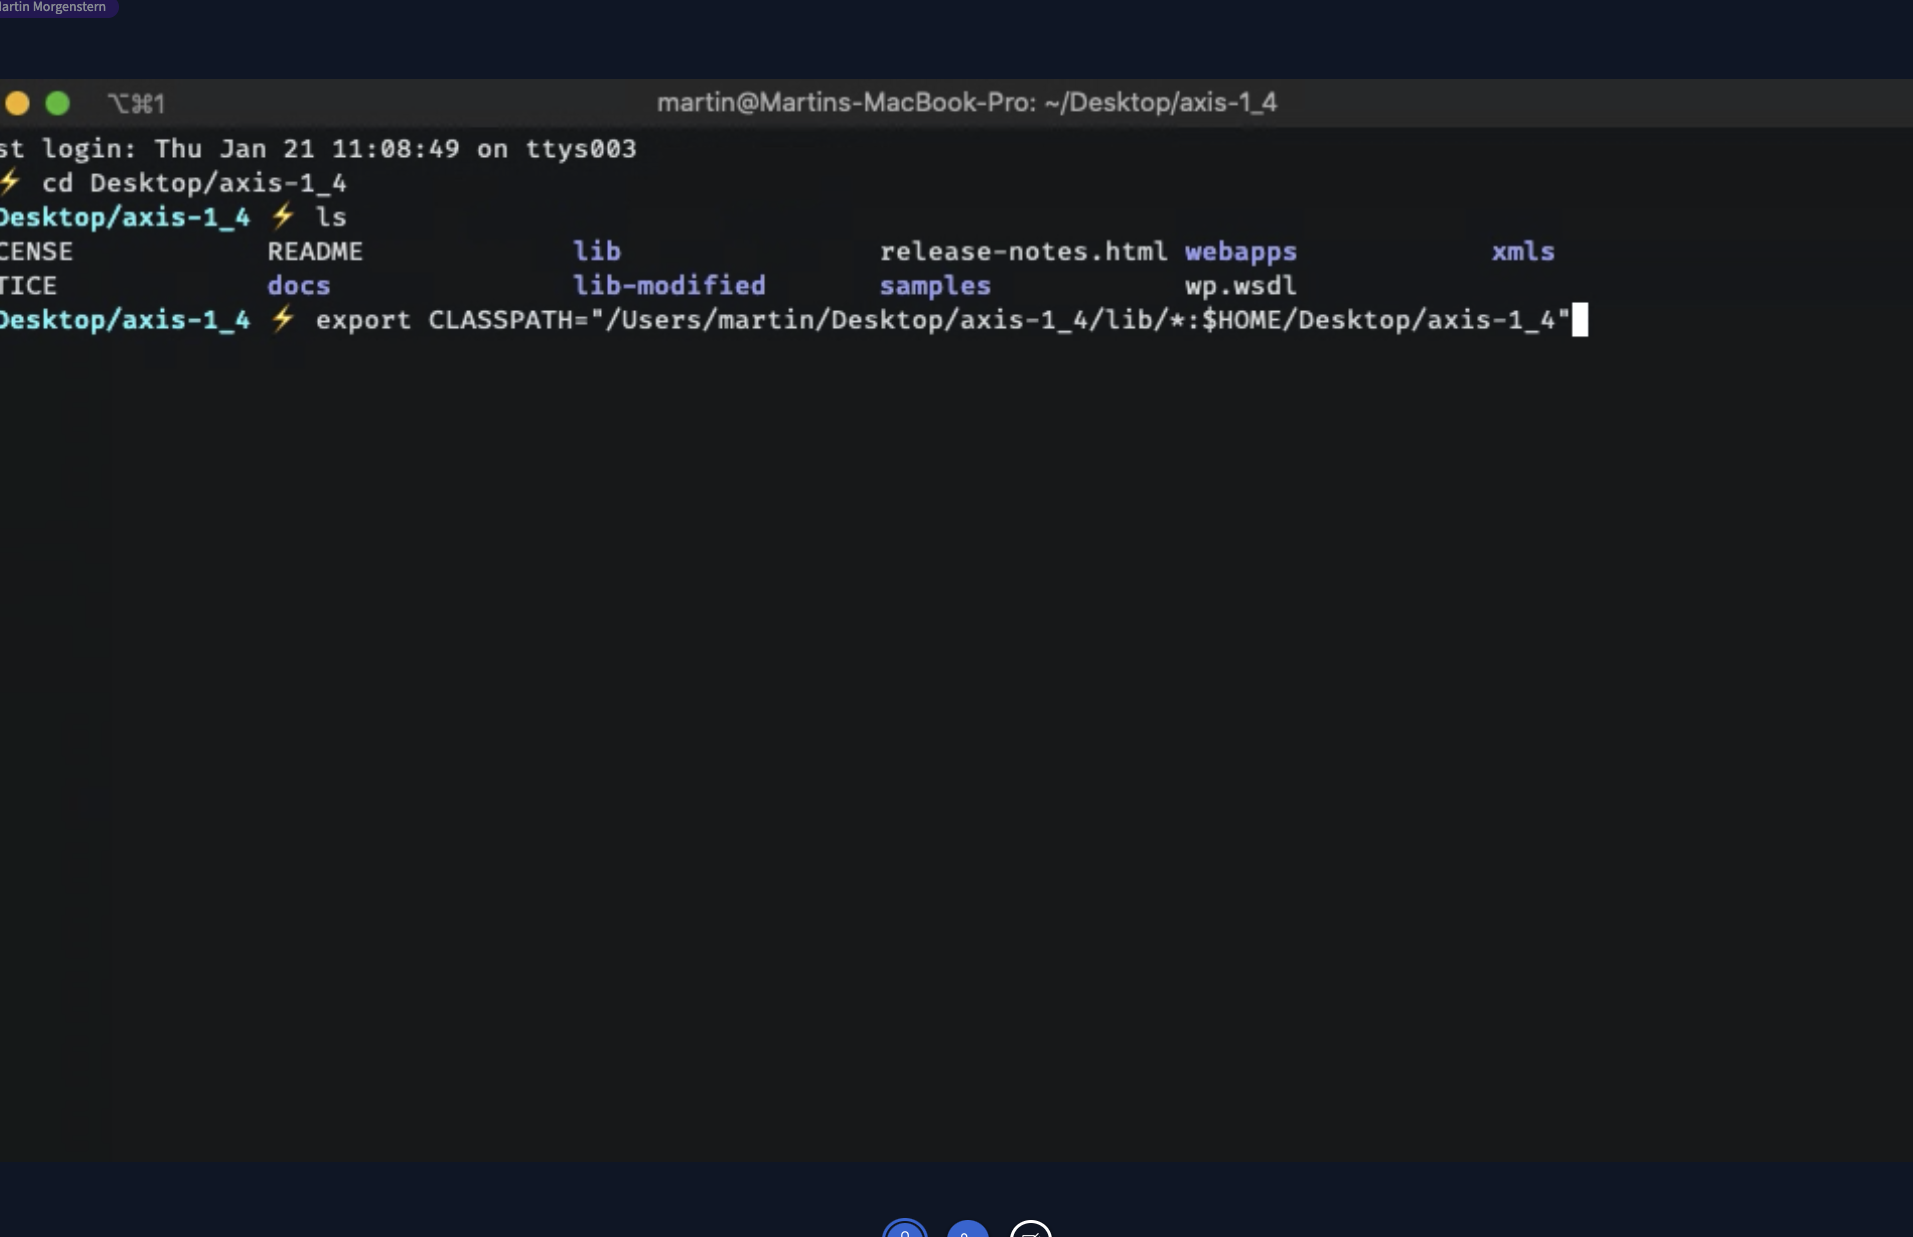 artin Morgenstern
⌥⌘1 martin@Martins-MacBook-Pro: ~/Desktop/axis-1_4
st login: Thu Jan 21 11:08:49 on ttys003
⚡ cd Desktop/axis-1_4
Desktop/axis-1_4 ⚡ ls
CENSE README lib release-notes.html webapps xmls
TICE docs lib-modified samples wp.wsdl
Desktop/axis-1_4 ⚡ export CLASSPATH="/Users/martin/Desktop/axis-1_4/lib/*:$HOME/Desktop/axis-1_4"